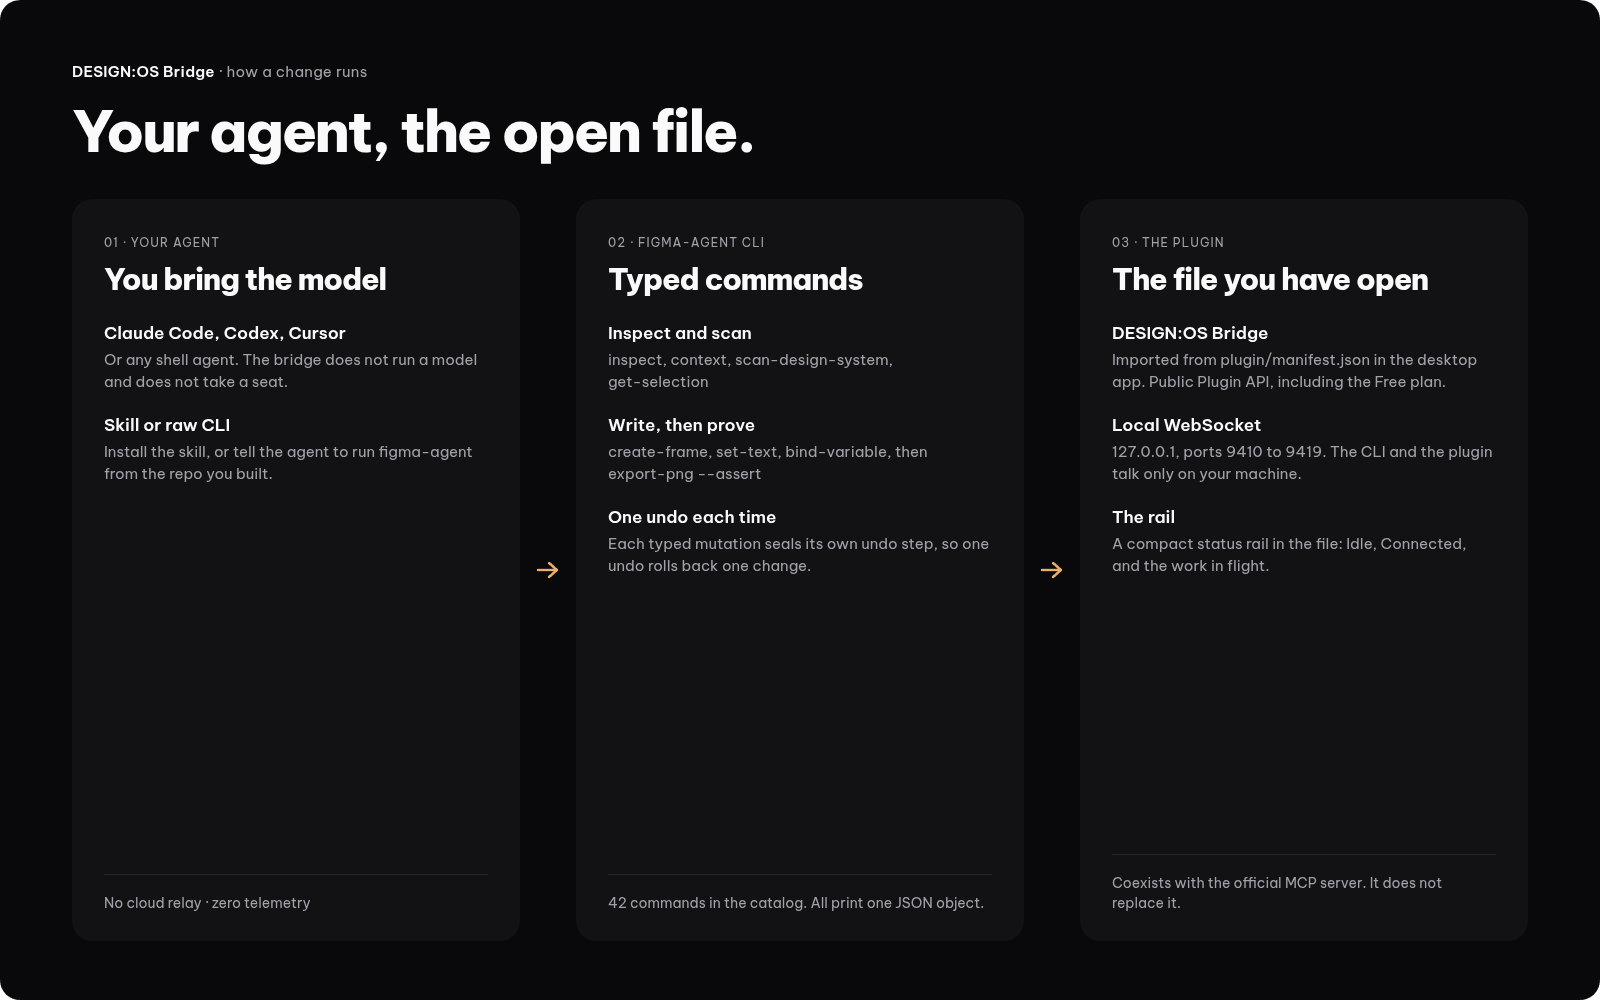 DESIGN:OS Bridge · how a change runs
Your agent, the open file.
01 · YOUR AGENT
You bring the model
Claude Code, Codex, Cursor
Or any shell agent. The bridge does not run a model
and does not take a seat.
Skill or raw CLI
Install the skill, or tell the agent to run figma-agent
from the repo you built.
No cloud relay · zero telemetry
02 · FIGMA-AGENT CLI
Typed commands
Inspect and scan
inspect, context, scan-design-system,
get-selection
Write, then prove
create-frame, set-text, bind-variable, then
export-png --assert
One undo each time
Each typed mutation seals its own undo step, so one
undo rolls back one change.
42 commands in the catalog. All print one JSON object.
03 · THE PLUGIN
The file you have open
DESIGN:OS Bridge
Imported from plugin/manifest.json in the desktop
app. Public Plugin API, including the Free plan.
Local WebSocket
127.0.0.1, ports 9410 to 9419. The CLI and the plugin
talk only on your machine.
The rail
A compact status rail in the file: Idle, Connected,
and the work in flight.
Coexists with the official MCP server. It does not
replace it.